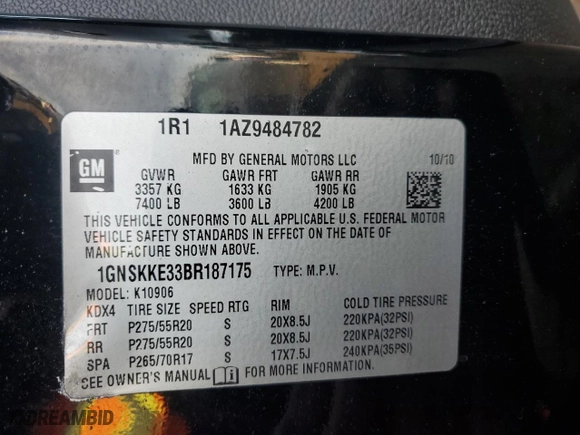 1R1 1AZ9484782
GM
MFD BY GENERAL MOTORS LLC 10/10
GVWR GAWR FRT GAWR RR
3357 KG 1633 KG 1905 KG
7400 LB 3600 LB 4200 LB
THIS VEHICLE CONFORMS TO ALL APPLICABLE U.S. FEDERAL MOTOR
VEHICLE SAFETY STANDARDS IN EFFECT ON THE DATE OF
MANUFACTURE SHOWN ABOVE.
1GNSKKE33BR187175 TYPE: M.P.V.
MODEL: K10906
KDX4 TIRE SIZE SPEED RTG RIM COLD TIRE PRESSURE
FRT P275/55R20 S 20X8.5J 220KPA(32PSI)
RR P275/55R20 S 20X8.5J 220KPA(32PSI)
SPA P265/70R17 S 17X7.5J 240KPA(35PSI)
SEE OWNER'S MANUAL i FOR MORE INFORMATION.
DREAMBID